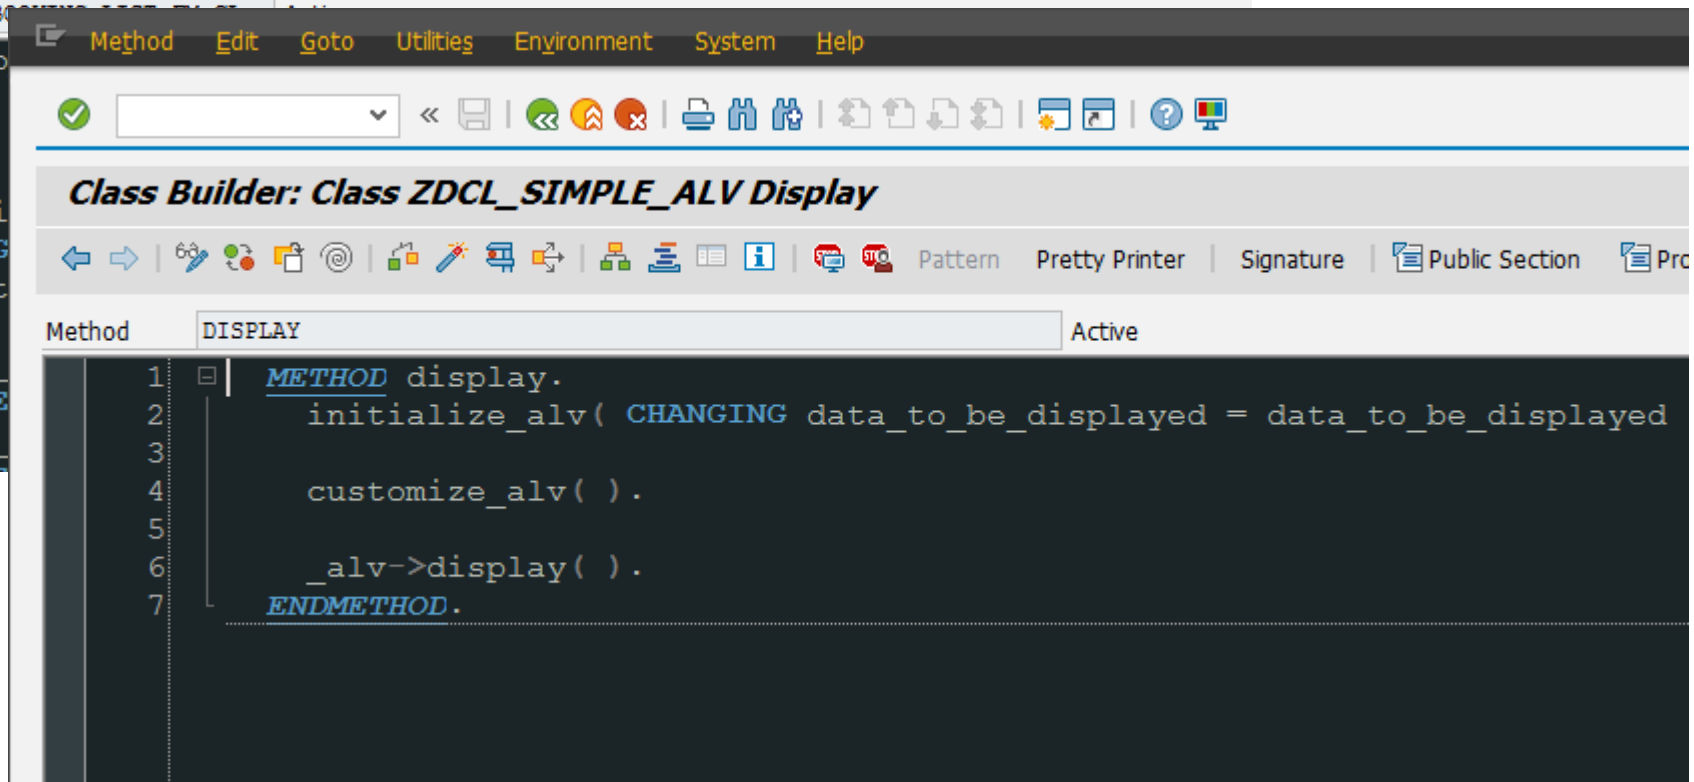 Method Edit Goto Utilities Environment System Help
Class Builder: Class ZDCL_SIMPLE_ALV Display
Pattern Pretty Printer Signature Public Section
Method DISPLAY Active
1 METHOD display.
2 initialize_alv( CHANGING data_to_be_displayed = data_to_be_displayed
3
4 customize_alv( ).
5
6 _alv->display( ).
7 ENDMETHOD.